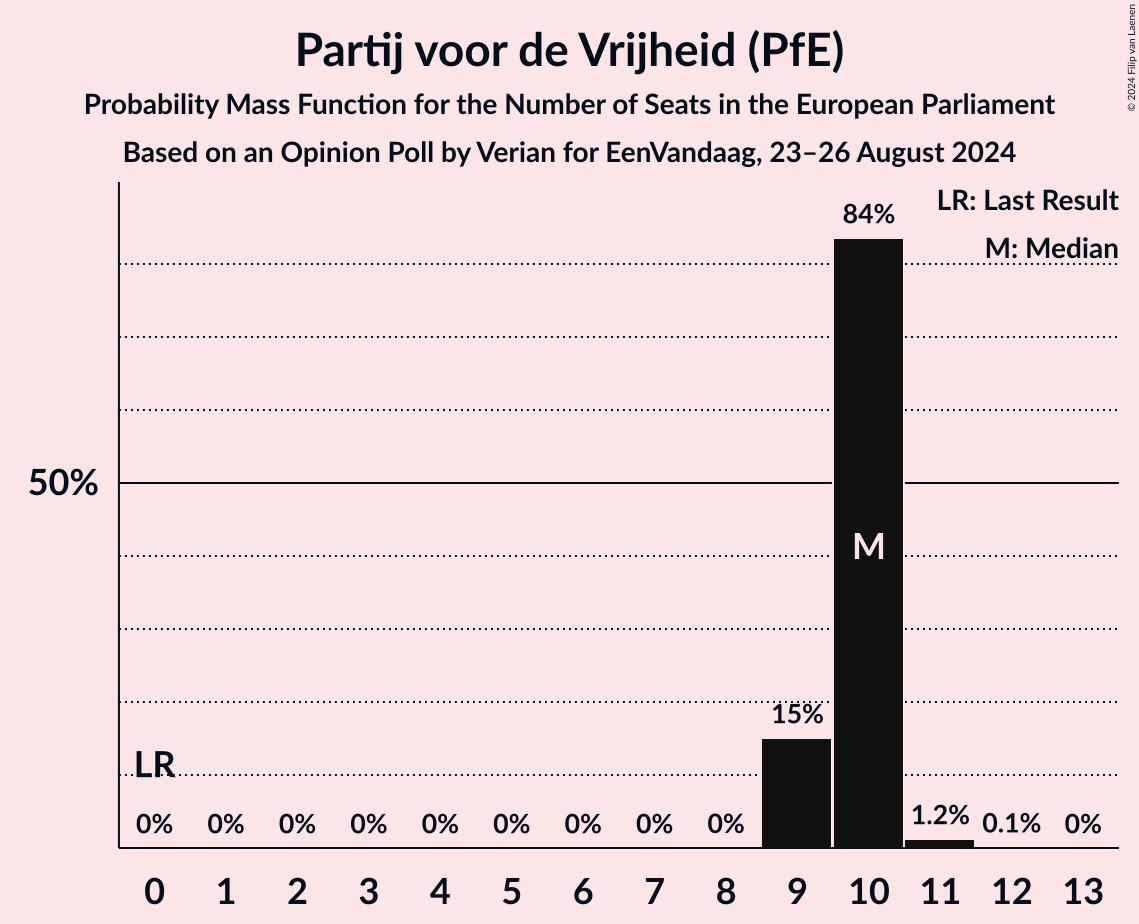 Partij voor de Vrijheid (PfE)
Probability Mass Function for the Number of Seats in the European Parliament
Based on an Opinion Poll by Verian for EenVandaag, 23–26 August 2024
© 2024 Filip van Laenen
LR: Last Result
M: Median
84%
50%
M
15%
LR
0% 0% 0% 0% 0% 0% 0% 0% 0% 1.2% 0.1% 0%
0 1 2 3 4 5 6 7 8 9 10 11 12 13